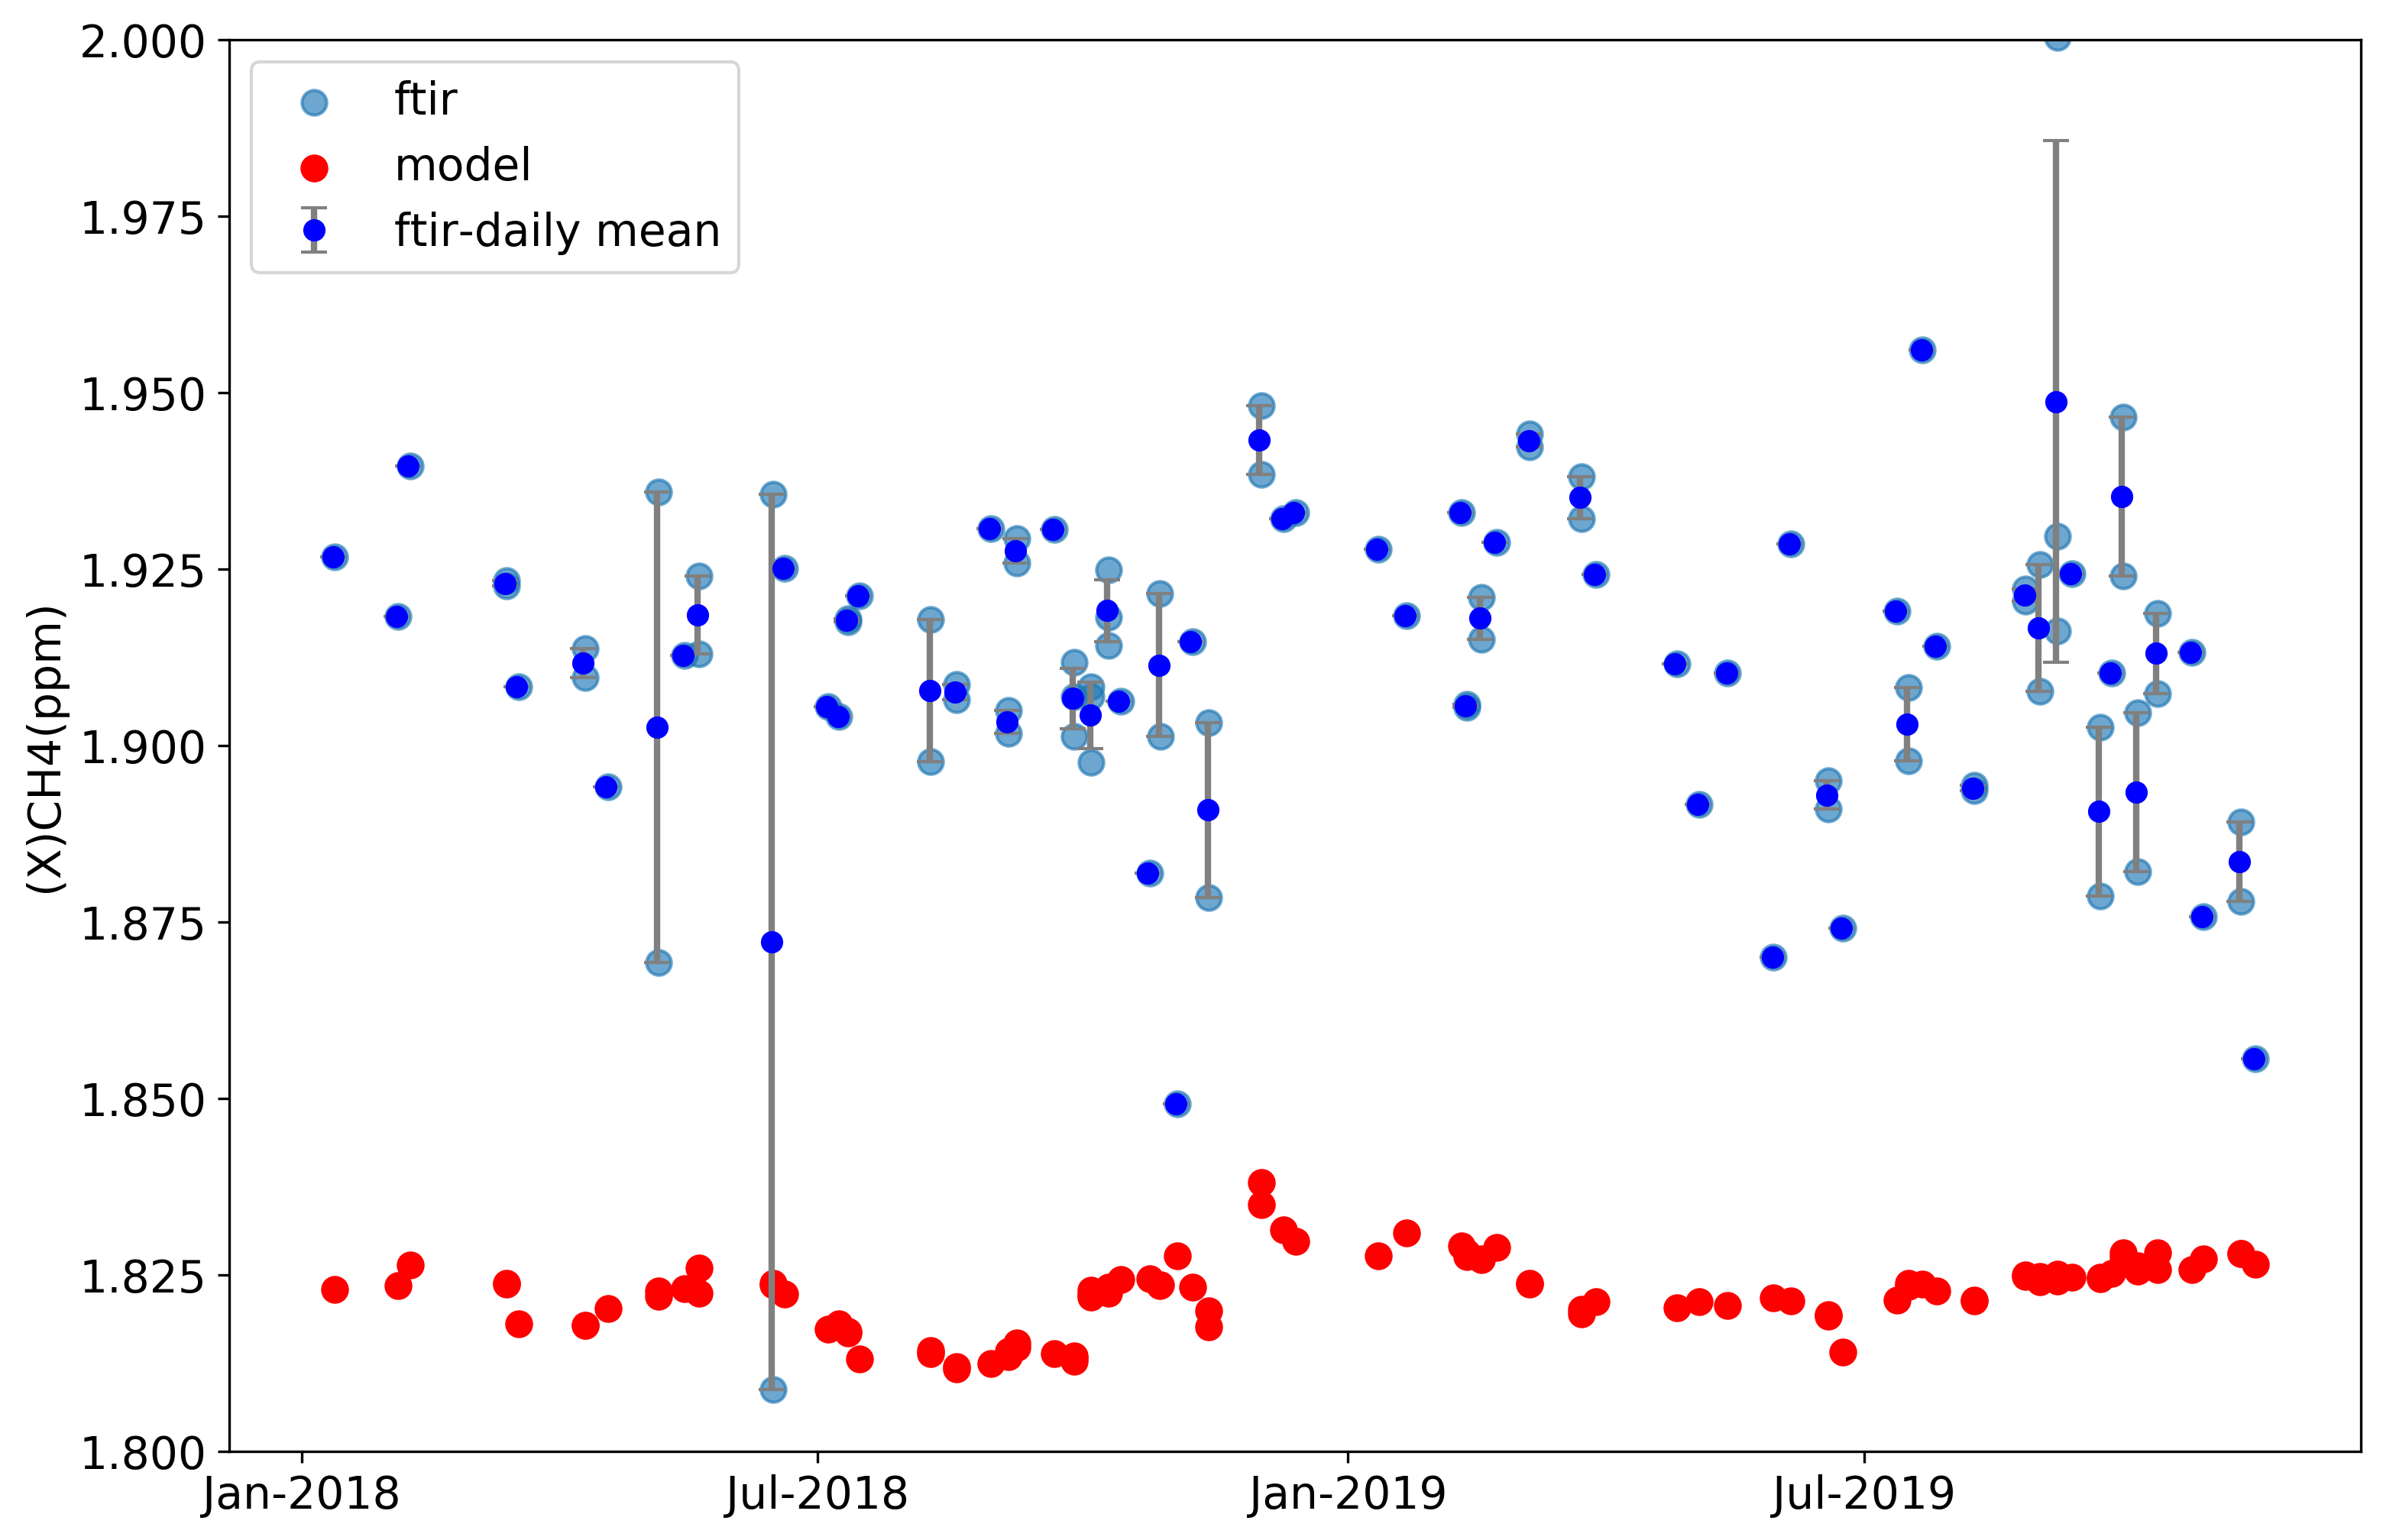 2.000
1.975
1.950
1.925
1.900
1.875
1.850
1.825
1.800
(X)CH4(ppm)
ftir
model
ftir-daily mean
Jan-2018
Jul-2018
Jan-2019
Jul-2019